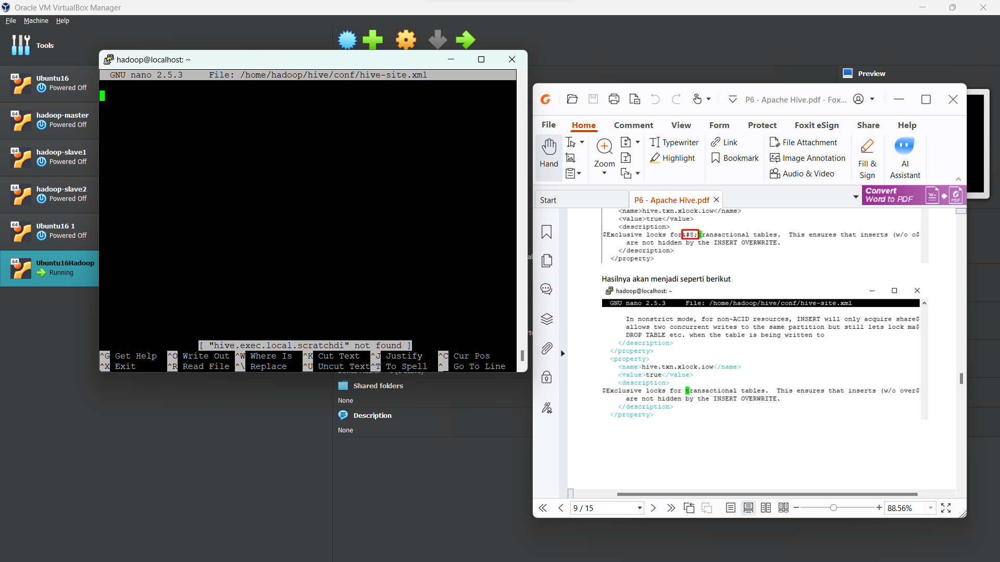 Oracle VM VirtualBox Manager
File Machine Help
Tools
Ubuntu16
Powered Off
hadoop-master
Powered Off
hadoop-slave1
Powered Off
hadoop-slave2
Powered Off
Ubuntu16 1
Powered Off
Ubuntu16Hadoop
Running
Preview
Shared folders
None
Description
None
hadoop@localhost: ~
GNU nano 2.5.3 File: /home/hadoop/hive/conf/hive-site.xml
[ "hive.exec.local.scratchdi" not found ]
^G Get Help ^O Write Out ^W Where Is ^K Cut Text ^J Justify ^C Cur Pos
^X Exit ^R Read File ^\ Replace ^U Uncut Text ^T To Spell ^_ Go To Line
P6 - Apache Hive.pdf - Fox...
File Home Comment View Form Protect Foxit eSign Share Help
Hand
Zoom
Typewriter
Highlight
Link
Bookmark
File Attachment
Image Annotation
Audio & Video
Fill & Sign
AI Assistant
Start
P6 - Apache Hive.pdf
Convert
Word to PDF
<name>hive.txn.xlock.iow</name>
<value>true</value>
<description>
$Exclusive locks for&#8;transactional tables. This ensures that inserts (w/o o$
are not hidden by the INSERT OVERWRITE.
</description>
</property>
Hasilnya akan menjadi seperti berikut
hadoop@localhost: ~
GNU nano 2.5.3 File: /home/hadoop/hive/conf/hive-site.xml
In nonstrict mode, for non-ACID resources, INSERT will only acquire share$
allows two concurrent writes to the same partition but still lets lock ma$
DROP TABLE etc. when the table is being written to
</description>
</property>
<property>
<name>hive.txn.xlock.iow</name>
<value>true</value>
<description>
$Exclusive locks for transactional tables. This ensures that inserts (w/o over$
are not hidden by the INSERT OVERWRITE.
</description>
</property>
9 / 15
88.56%